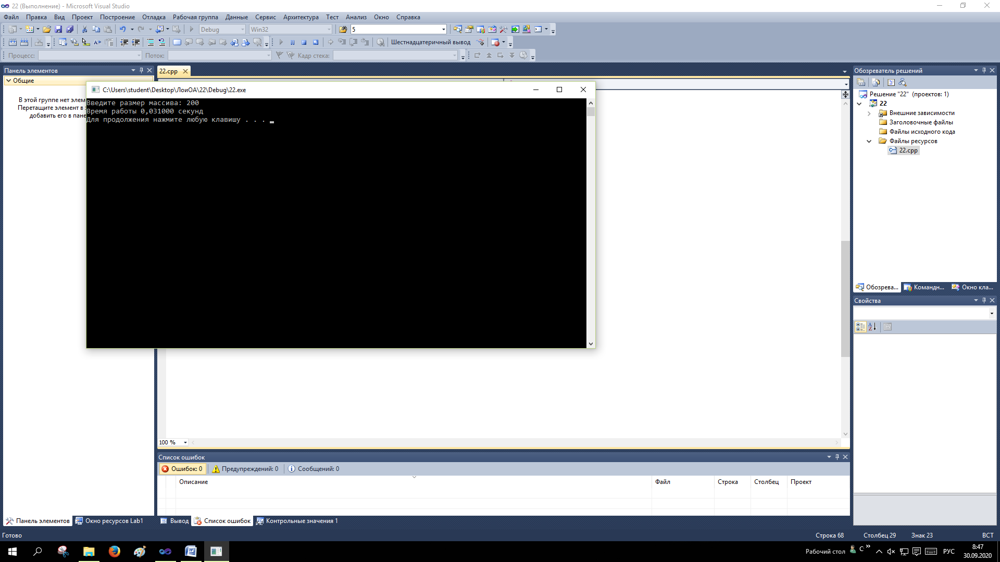 22 (Выполнение) - Microsoft Visual Studio
Файл Правка Вид Проект Построение Отладка Рабочая группа Данные Сервис Архитектура Тест Анализ Окно Справка
Debug Win32 5
Шестнадцатеричный вывод
Процесс: Поток: Кадр стека:
Панель элементов
Общие
В этой группе нет элем
Перетащите элемент в э
добавить его в пане
22.cpp
C:\Users\student\Desktop\ЛоиОА\22\Debug\22.exe
Введите размер массива: 200
Время работы 0,031000 секунд
Для продолжения нажмите любую клавишу . . .
100 %
Обозреватель решений
Решение "22" (проектов: 1)
22
Внешние зависимости
Заголовочные файлы
Файлы исходного кода
Файлы ресурсов
22.cpp
Обозрева... Командн... Окно кла...
Свойства
Список ошибок
Ошибок: 0 Предупреждений: 0 Сообщений: 0
Описание Файл Строка Столбец Проект
Панель элементов Окно ресурсов Lab1 Вывод Список ошибок Контрольные значения 1
Готово Строка 68 Столбец 29 Знак 23 ВСТ
Рабочий стол С » РУС 8:47
30.09.2020